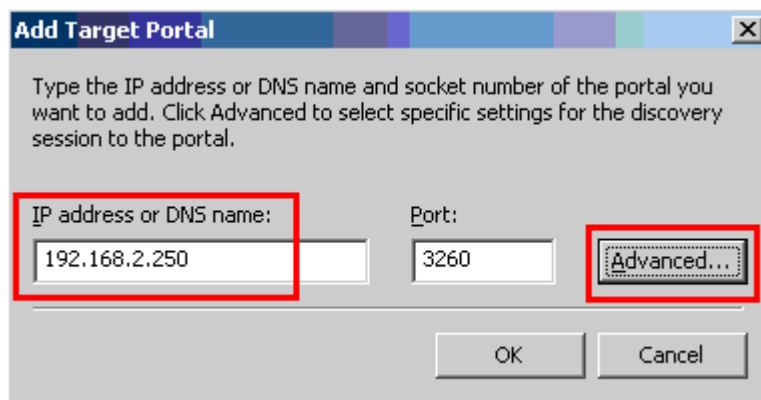 Add Target Portal
Type the IP address or DNS name and socket number of the portal you
want to add. Click Advanced to select specific settings for the discovery
session to the portal.
IP address or DNS name:
Port:
192.168.2.250
3260
Advanced...
OK
Cancel